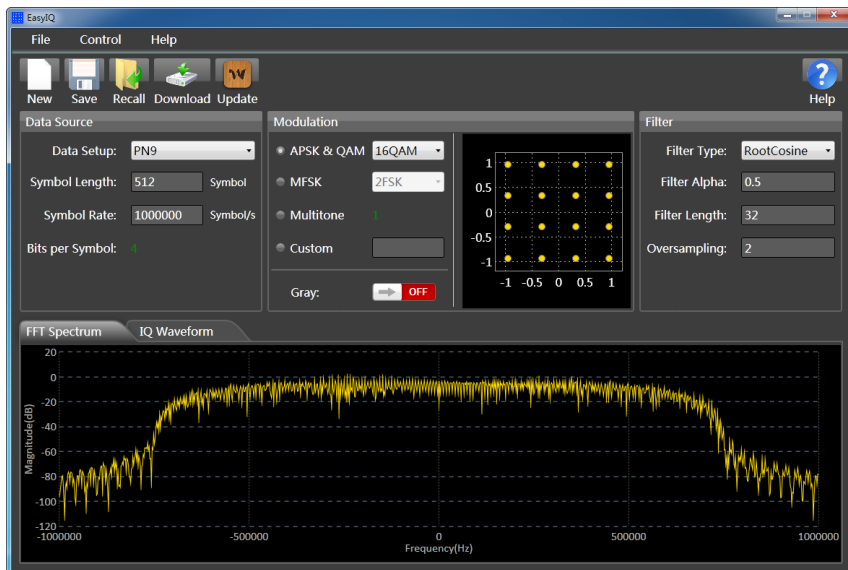 EasyIQ
File Control Help
New Save Recall Download Update Help
Data Source
Data Setup: PN9
Symbol Length: 512 Symbol
Symbol Rate: 1000000 Symbol/s
Bits per Symbol: 4
Modulation
APSK & QAM 16QAM
MFSK 2FSK
Multitone 1
Custom
Gray: OFF
1
0.5
0
-0.5
-1
-1 -0.5 0 0.5 1
Filter
Filter Type: RootCosine
Filter Alpha: 0.5
Filter Length: 32
Oversampling: 2
FFT Spectrum IQ Waveform
Magnitude(dB)
20
0
-20
-40
-60
-80
-100
-120
-1000000 -500000 0 500000 1000000
Frequency(Hz)